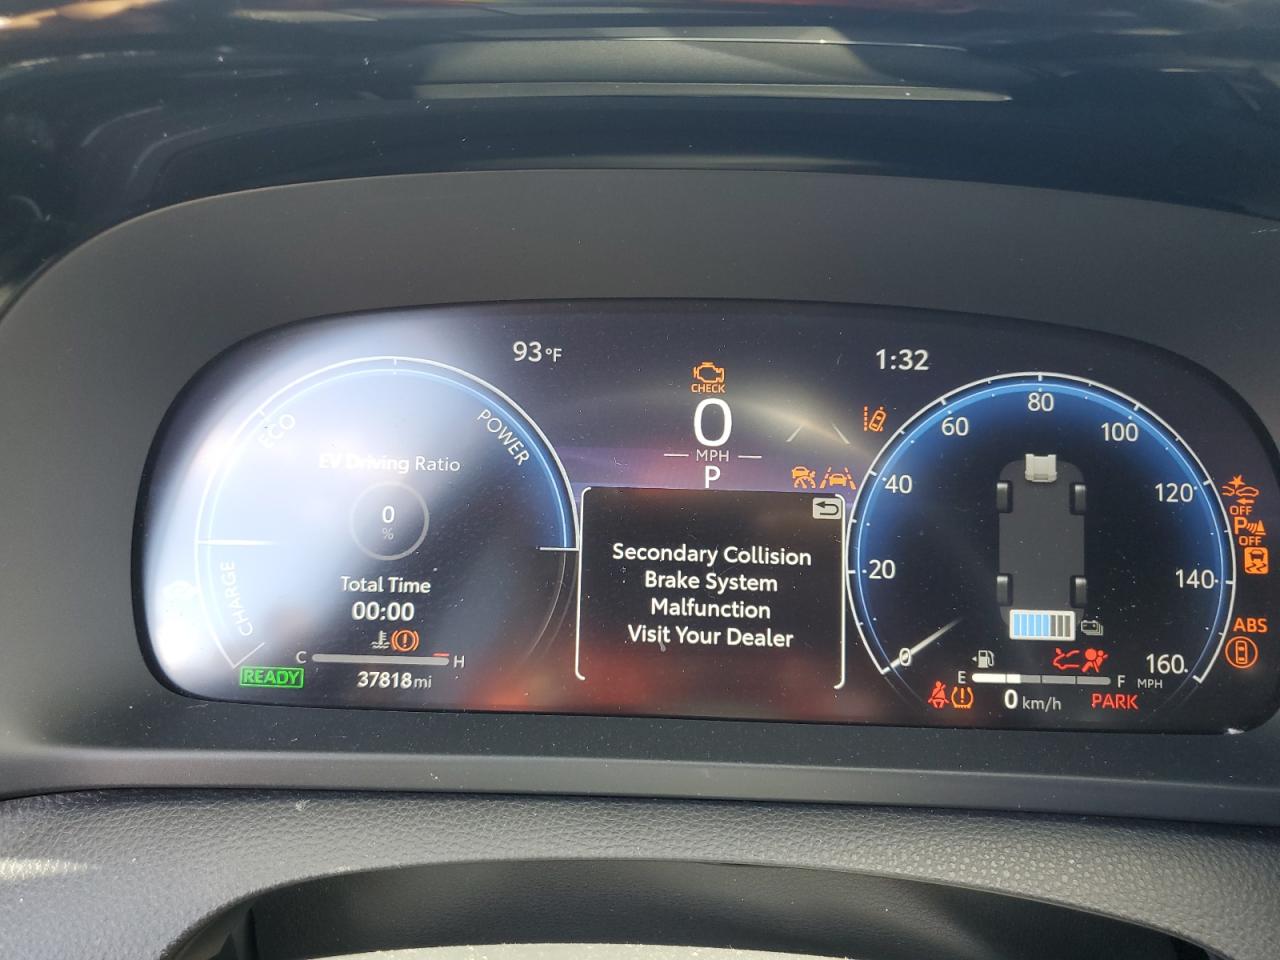 93°F
1:32
CHECK
0
MPH
P
ECO
POWER
EV Driving Ratio
0
%
Total Time
00:00
CHARGE
C
H
READY
37818 mi
Secondary Collision
Brake System
Malfunction
Visit Your Dealer
0
20
40
60
80
100
120
140
160
MPH
E
F
0 km/h
PARK
OFF
P
OFF
ABS